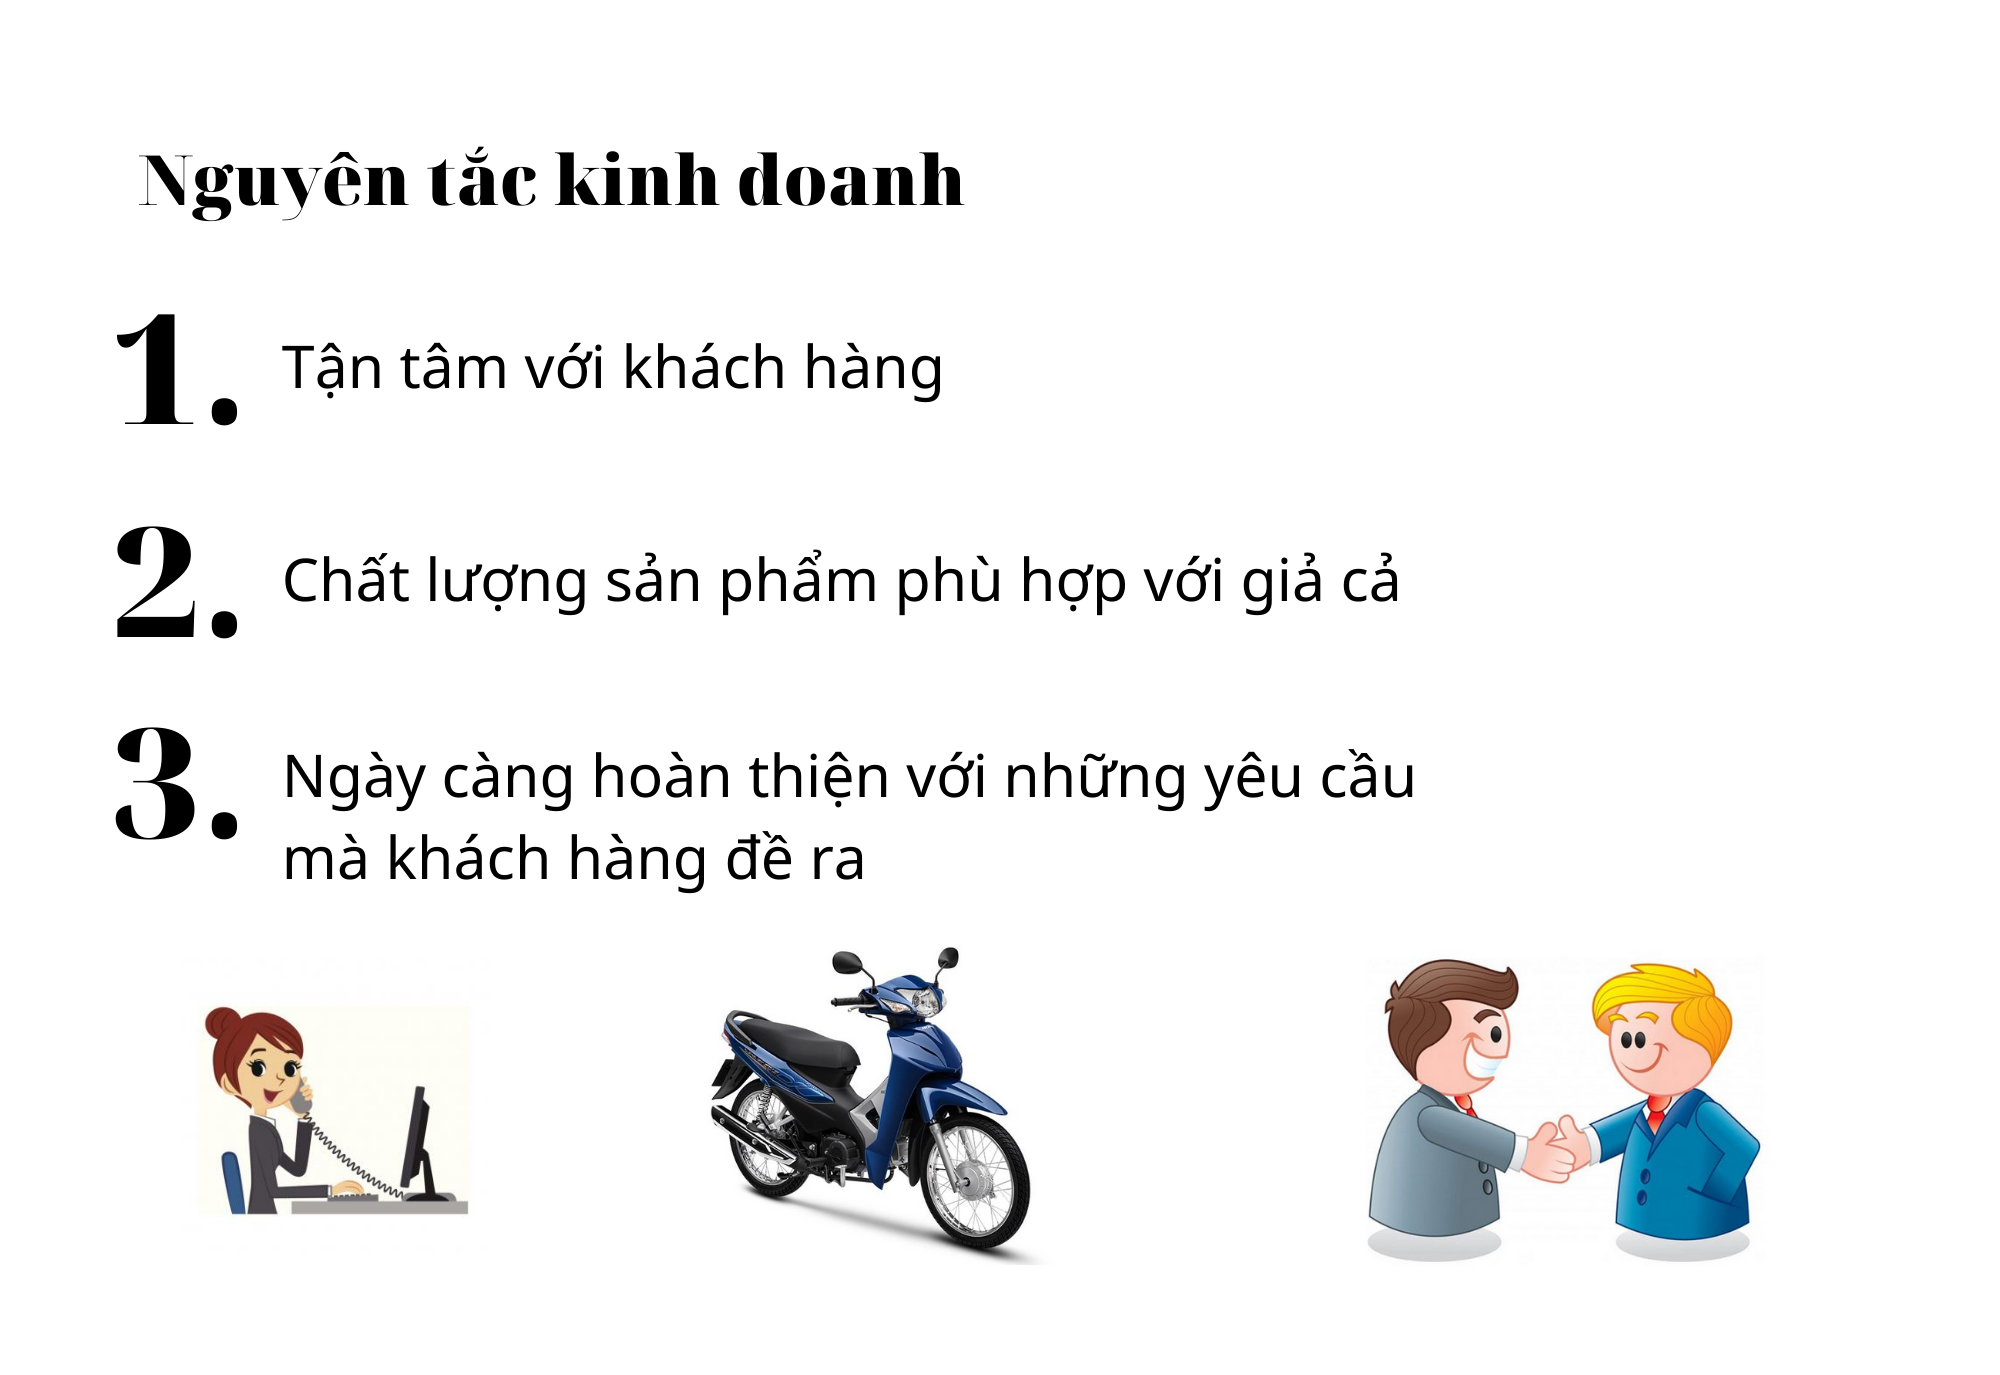 Nguyên tắc kinh doanh
1. Tận tâm với khách hàng
2. Chất lượng sản phẩm phù hợp với giả cả
3. Ngày càng hoàn thiện với những yêu cầu
mà khách hàng đề ra